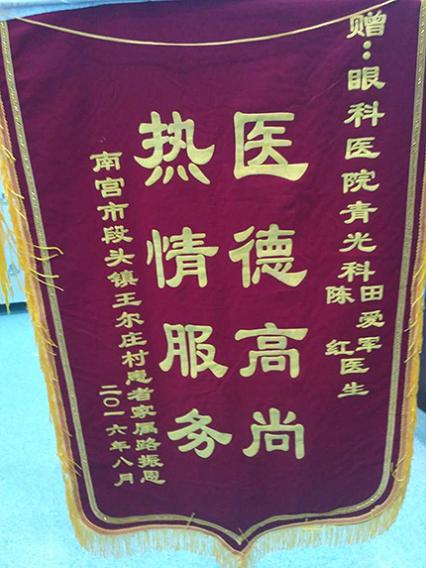 赠：眼科医院青光科田爱军医生
陈红
医德高尚
热情服务
南宫市段头镇王尔庄村患者家属路振恩
二〇一六年八月